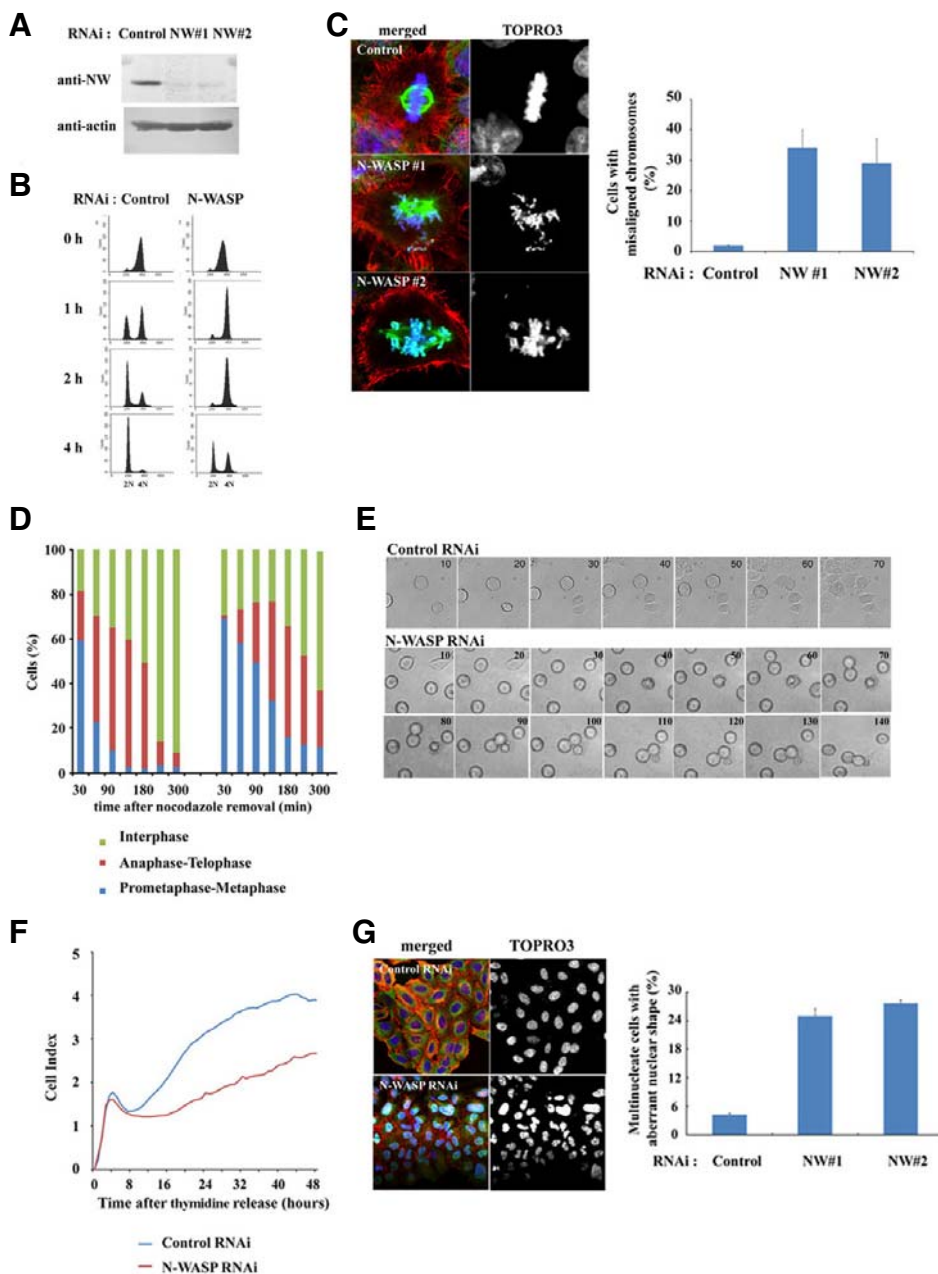 A
RNAi : Control NW#1 NW#2
anti-NW
anti-actin
B
RNAi : Control N-WASP
0 h
1 h
2 h
4 h
2N 4N 2N 4N
C
merged TOPRO3
Control
N-WASP #1
N-WASP #2
Cells with
misaligned chromosomes
(%)
50
40
30
20
10
0
RNAi : Control NW #1 NW#2
D
Cells (%)
100
80
60
40
20
0
30 90 180 300 30 90 180 300
time after nocodazole removal (min)
Interphase
Anaphase-Telophase
Prometaphase-Metaphase
E
Control RNAi
10 20 30 40 50 60 70
N-WASP RNAi
10 20 30 40 50 60 70
80 90 100 110 120 130 140
F
Cell Index
5
4
3
2
1
0
0 8 16 24 32 40 48
Time after thymidine release (hours)
Control RNAi
N-WASP RNAi
G
merged TOPRO3
Control RNAi
N-WASP RNAi
Multinucleate cells with
aberrant nuclear shape (%)
30
24
18
12
6
0
RNAi : Control NW#1 NW#2